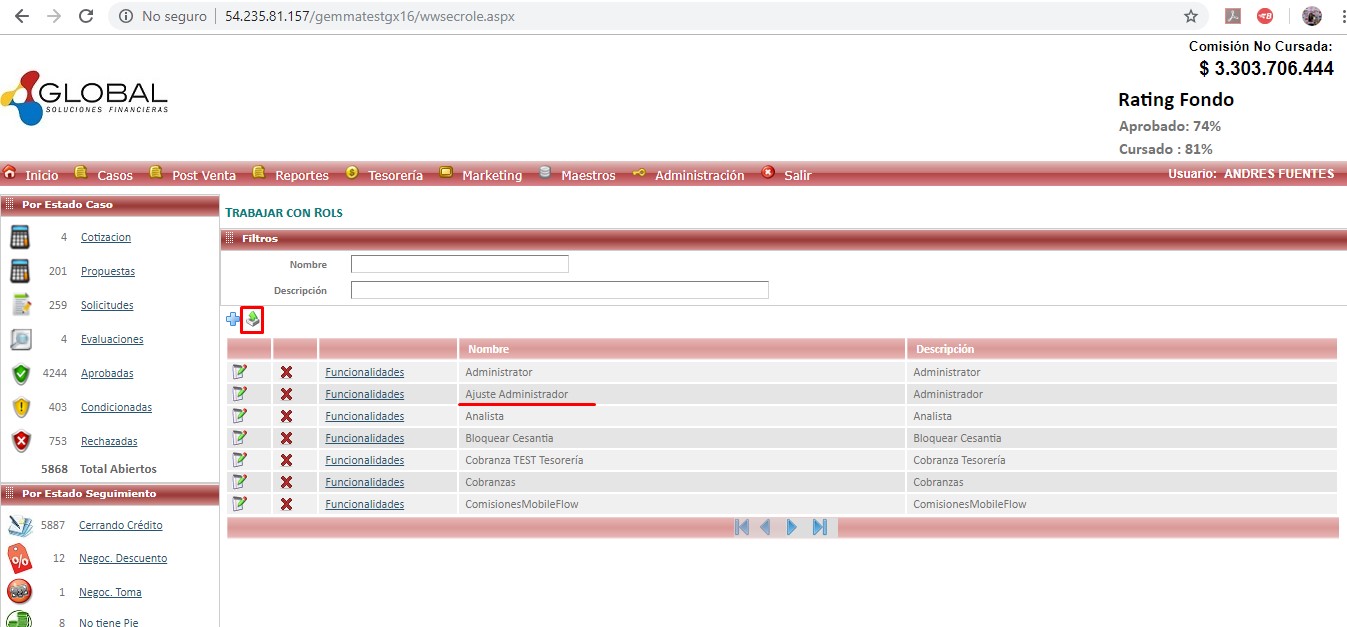 No seguro | 54.235.81.157/gemmatestgx16/wwsecrole.aspx
Comisión No Cursada:
$ 3.303.706.444
GLOBAL
SOLUCIONES FINANCIERAS
Rating Fondo
Aprobado: 74%
Cursado : 81%
Inicio Casos Post Venta Reportes Tesorería Marketing Maestros Administración Salir Usuario: ANDRES FUENTES
Por Estado Caso
4 Cotizacion
201 Propuestas
259 Solicitudes
4 Evaluaciones
4244 Aprobadas
403 Condicionadas
753 Rechazadas
5868 Total Abiertos
Por Estado Seguimiento
5887 Cerrando Crédito
12 Negoc. Descuento
1 Negoc. Toma
8 No tiene Pie
TRABAJAR CON ROLS
Filtros
Nombre
Descripción
Nombre Descripción
Funcionalidades Administrator Administrator
Funcionalidades Ajuste Administrador Administrador
Funcionalidades Analista Analista
Funcionalidades Bloquear Cesantia Bloquear Cesantia
Funcionalidades Cobranza TEST Tesorería Cobranza Tesorería
Funcionalidades Cobranzas Cobranzas
Funcionalidades ComisionesMobileFlow ComisionesMobileFlow